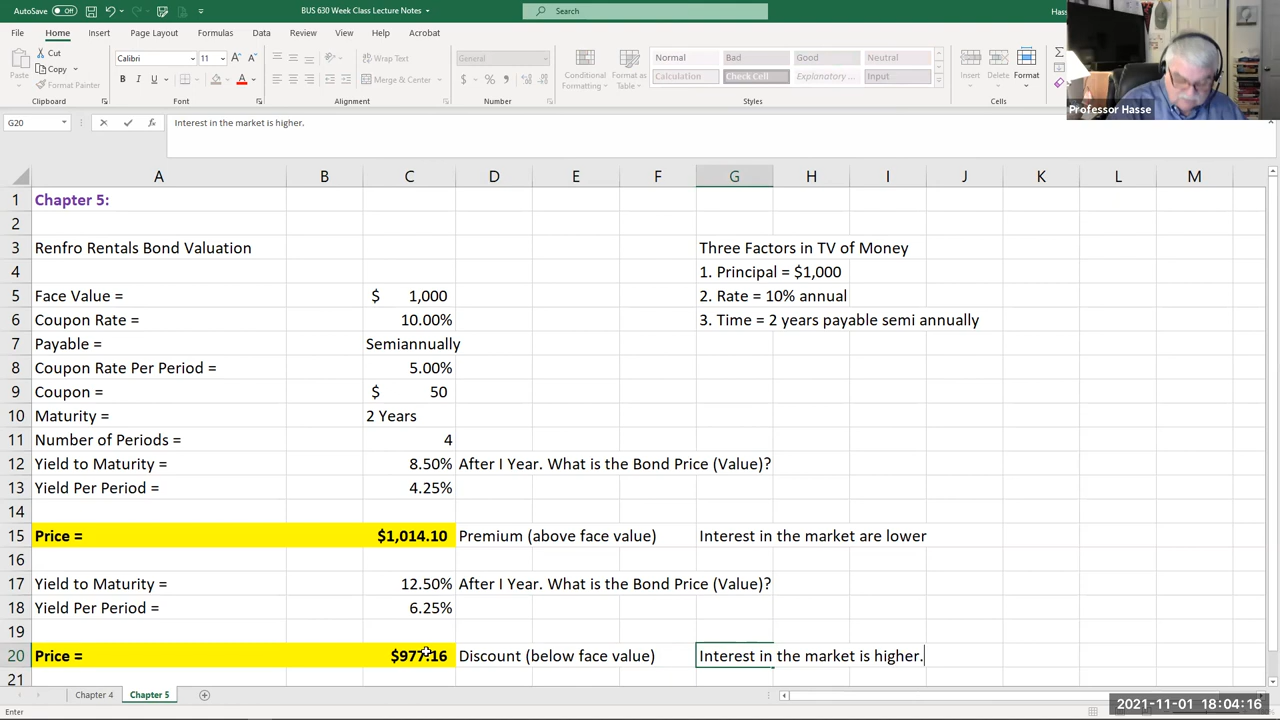 AutoSave Off BUS 630 Week Class Lecture Notes Search Hass
File Home Insert Page Layout Formulas Data Review View Help Acrobat
Paste Cut Copy Format Painter Clipboard
Calibri 11 B I U Font
Wrap Text Merge & Center Alignment
General $ % Number
Conditional Formatting Format as Table
Normal Bad Good Neutral
Calculation Check Cell Explanatory ... Input
Styles
Insert Delete Format Cells
Professor Hasse
G20 fx Interest in the market is higher.
A B C D E F G H I J K L M
1 Chapter 5:
2
3 Renfro Rentals Bond Valuation Three Factors in TV of Money
4 1. Principal = $1,000
5 Face Value = $ 1,000 2. Rate = 10% annual
6 Coupon Rate = 10.00% 3. Time = 2 years payable semi annually
7 Payable = Semiannually
8 Coupon Rate Per Period = 5.00%
9 Coupon = $ 50
10 Maturity = 2 Years
11 Number of Periods = 4
12 Yield to Maturity = 8.50% After I Year. What is the Bond Price (Value)?
13 Yield Per Period = 4.25%
14
15 Price = $1,014.10 Premium (above face value) Interest in the market are lower
16
17 Yield to Maturity = 12.50% After I Year. What is the Bond Price (Value)?
18 Yield Per Period = 6.25%
19
20 Price = $977.16 Discount (below face value) Interest in the market is higher.
21
Chapter 4 Chapter 5
Enter
2021-11-01 18:04:16